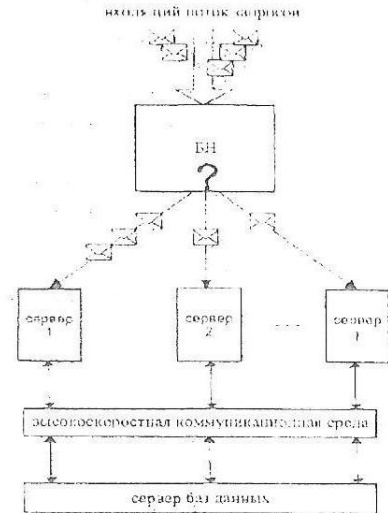 входящий поток запросов
БН
?
сервер
1
сервер
2
......
сервер
высокоскоростная коммуникационная среда
сервер баз данных